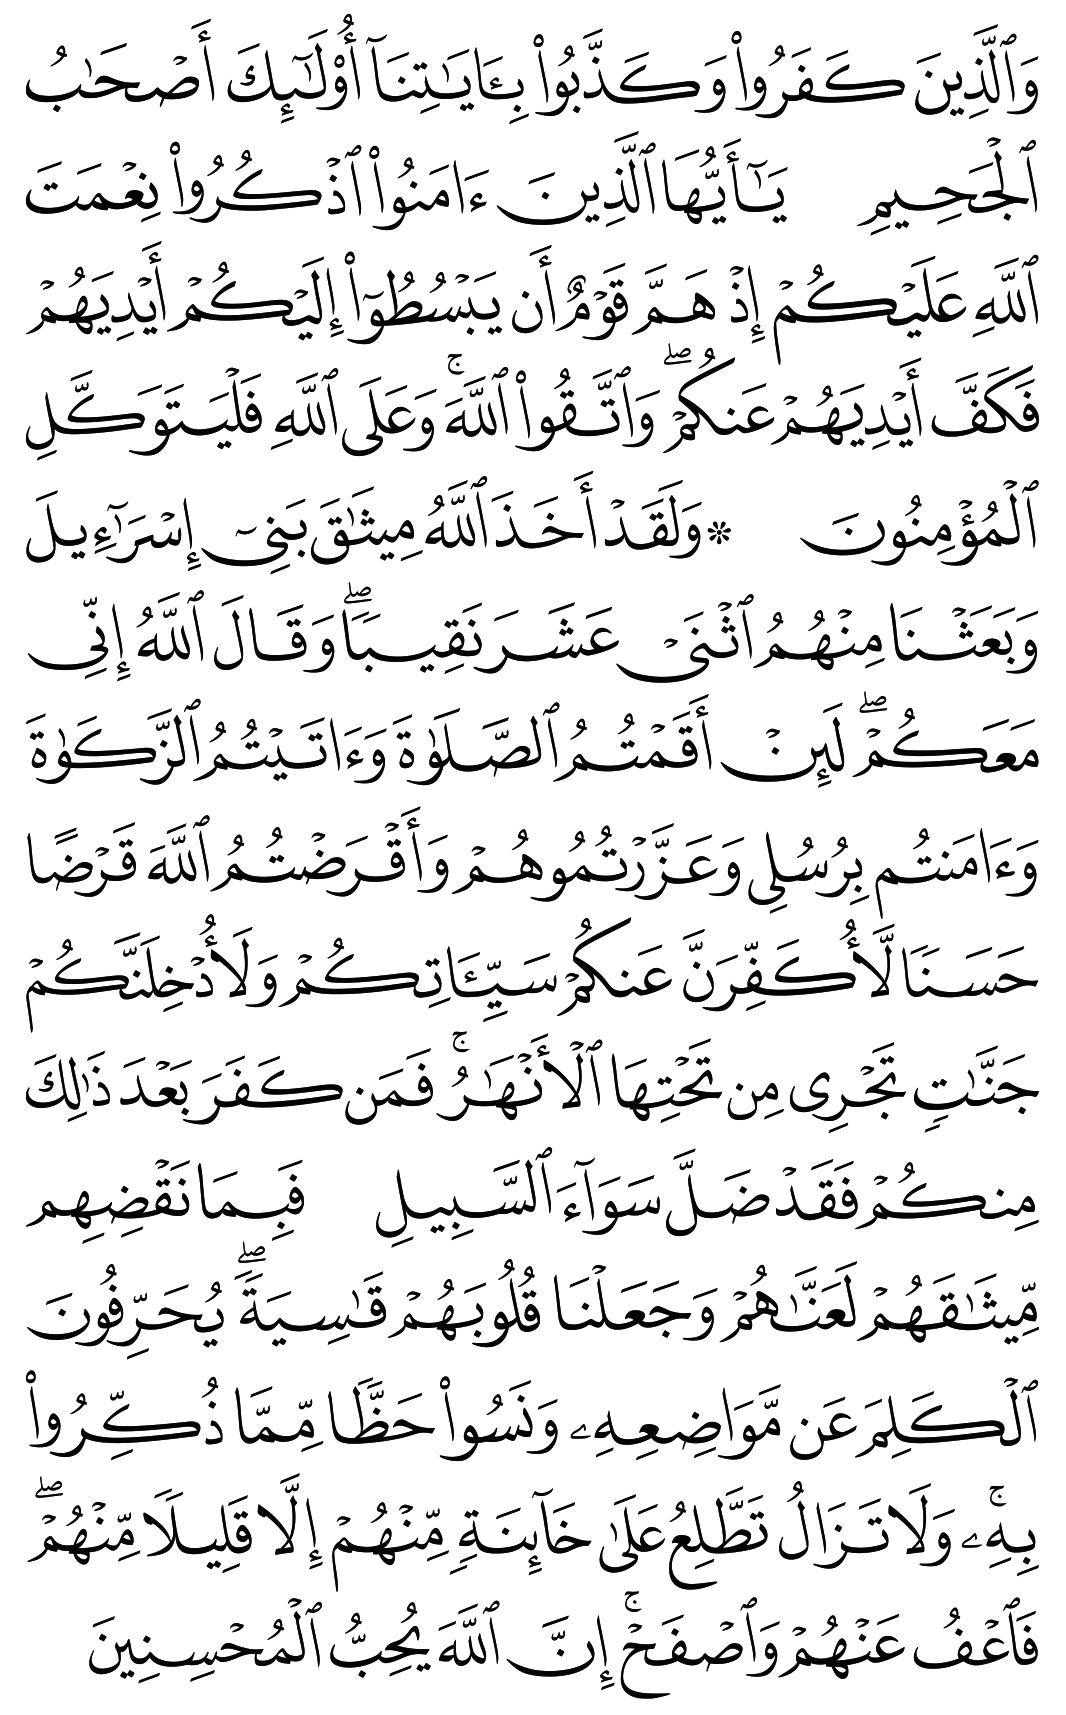 وَٱلَّذِينَ كَفَرُوا۟ وَكَذَّبُوا۟ بِـَٔايَـٰتِنَآ أُو۟لَـٰٓئِكَ أَصْحَـٰبُ
ٱلْجَحِيمِ يَـٰٓأَيُّهَا ٱلَّذِينَ ءَامَنُوا۟ ٱذْكُرُوا۟ نِعْمَتَ
ٱللَّهِ عَلَيْكُمْ إِذْ هَمَّ قَوْمٌ أَن يَبْسُطُوٓا۟ إِلَيْكُمْ أَيْدِيَهُمْ
فَكَفَّ أَيْدِيَهُمْ عَنكُمْ ۖ وَٱتَّقُوا۟ ٱللَّهَ ۚ وَعَلَى ٱللَّهِ فَلْيَتَوَكَّلِ
ٱلْمُؤْمِنُونَ * وَلَقَدْ أَخَذَ ٱللَّهُ مِيثَـٰقَ بَنِىٓ إِسْرَٰٓءِيلَ
وَبَعَثْنَا مِنْهُمُ ٱثْنَىْ عَشَرَ نَقِيبًا ۖ وَقَالَ ٱللَّهُ إِنِّى
مَعَكُمْ ۖ لَئِنْ أَقَمْتُمُ ٱلصَّلَوٰةَ وَءَاتَيْتُمُ ٱلزَّكَوٰةَ
وَءَامَنتُم بِرُسُلِى وَعَزَّرْتُمُوهُمْ وَأَقْرَضْتُمُ ٱللَّهَ قَرْضًا
حَسَنًا لَّأُكَفِّرَنَّ عَنكُمْ سَيِّـَٔاتِكُمْ وَلَأُدْخِلَنَّكُمْ
جَنَّـٰتٍ تَجْرِى مِن تَحْتِهَا ٱلْأَنْهَـٰرُ ۚ فَمَن كَفَرَ بَعْدَ ذَٰلِكَ
مِنكُمْ فَقَدْ ضَلَّ سَوَآءَ ٱلسَّبِيلِ فَبِمَا نَقْضِهِم
مِّيثَـٰقَهُمْ لَعَنَّـٰهُمْ وَجَعَلْنَا قُلُوبَهُمْ قَـٰسِيَةً ۖ يُحَرِّفُونَ
ٱلْكَلِمَ عَن مَّوَاضِعِهِۦ وَنَسُوا۟ حَظًّا مِّمَّا ذُكِّرُوا۟
بِهِۦ ۚ وَلَا تَزَالُ تَطَّلِعُ عَلَىٰ خَآئِنَةٍ مِّنْهُمْ إِلَّا قَلِيلًا مِّنْهُمْ ۖ
فَٱعْفُ عَنْهُمْ وَٱصْفَحْ ۚ إِنَّ ٱللَّهَ يُحِبُّ ٱلْمُحْسِنِينَ